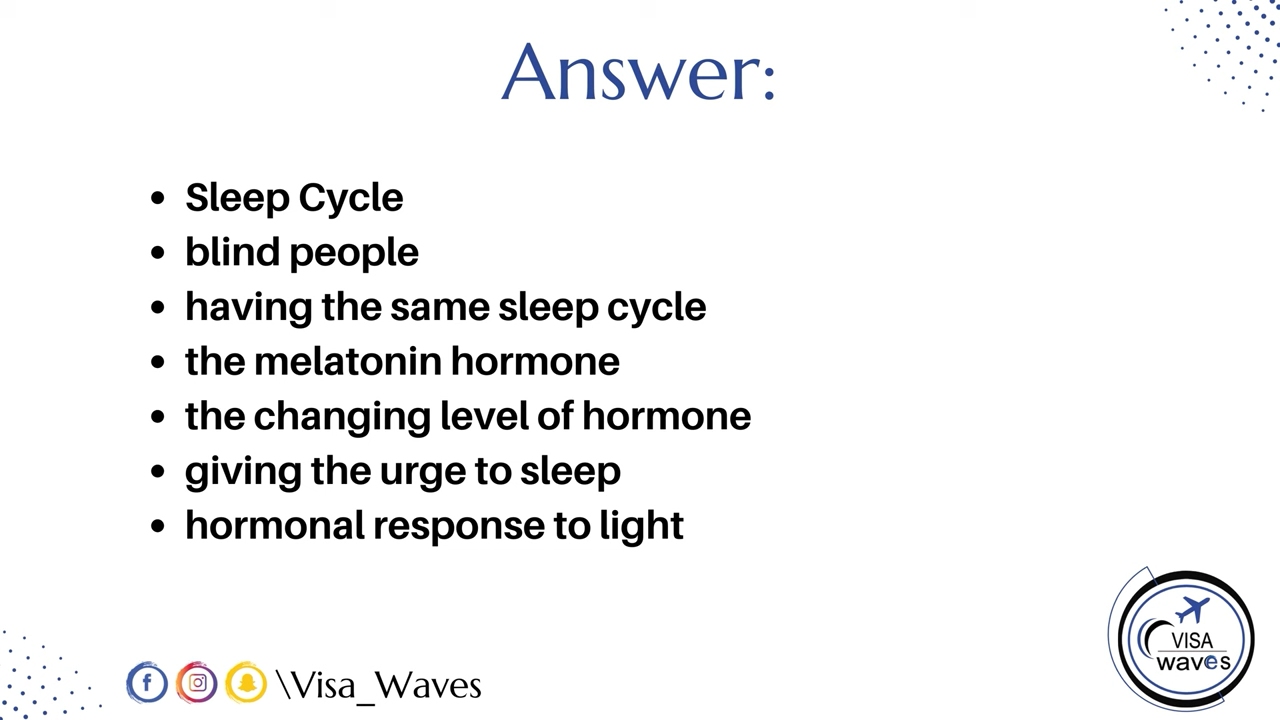 Answer:
• Sleep Cycle
• blind people
• having the same sleep cycle
• the melatonin hormone
• the changing level of hormone
• giving the urge to sleep
• hormonal response to light
\Visa_Waves
VISA
waves